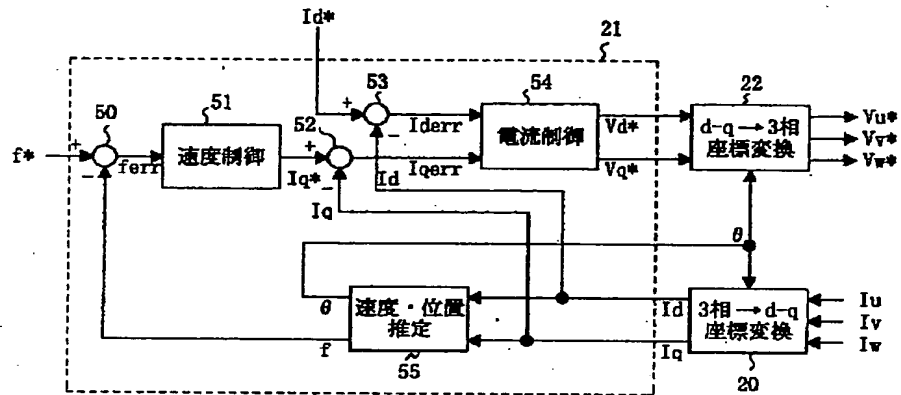 Id*
21
53
54
22
50
51
52
+
-
Iderr
電流制御
Vd*
d-q→3相
座標変換
Vu*
Vv*
Vw*
f*
+
-
ferr
速度制御
Iq*
+
-
Iqerr
Id
Iq
Vq*
θ
θ
速度・位置
推定
f
55
Id
Iq
3相→d-q
座標変換
20
Iu
Iv
Iw